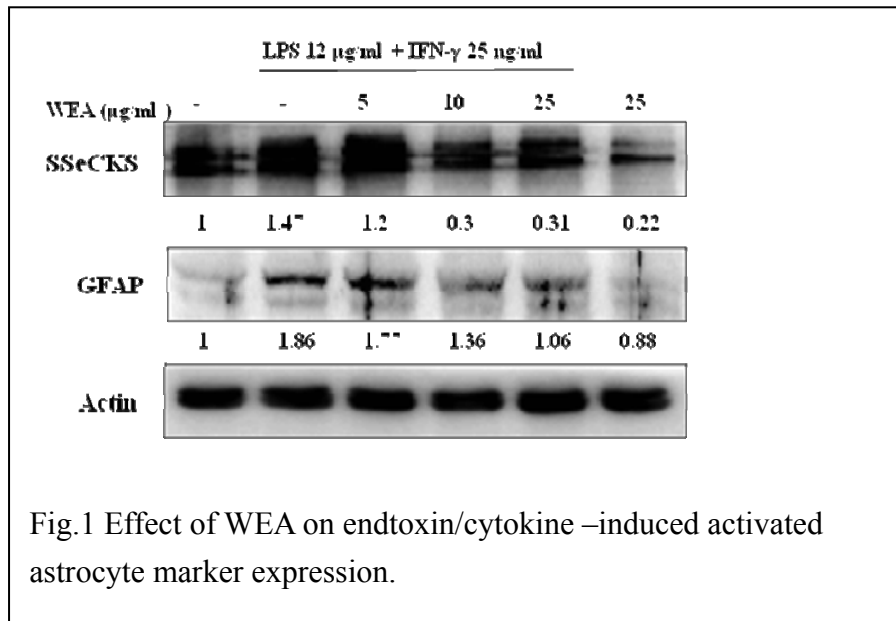 LPS 12 µg/ml + IFN-γ 25 ng/ml
WEA (µg/ml ) - - 5 10 25 25
SSeCKS
1 1.2 0.3 0.31 0.22
GFAP
1 1.86 1.36 1.06 0.88
Actin
Fig.1 Effect of WEA on endtoxin/cytokine –induced activated
astrocyte marker expression.